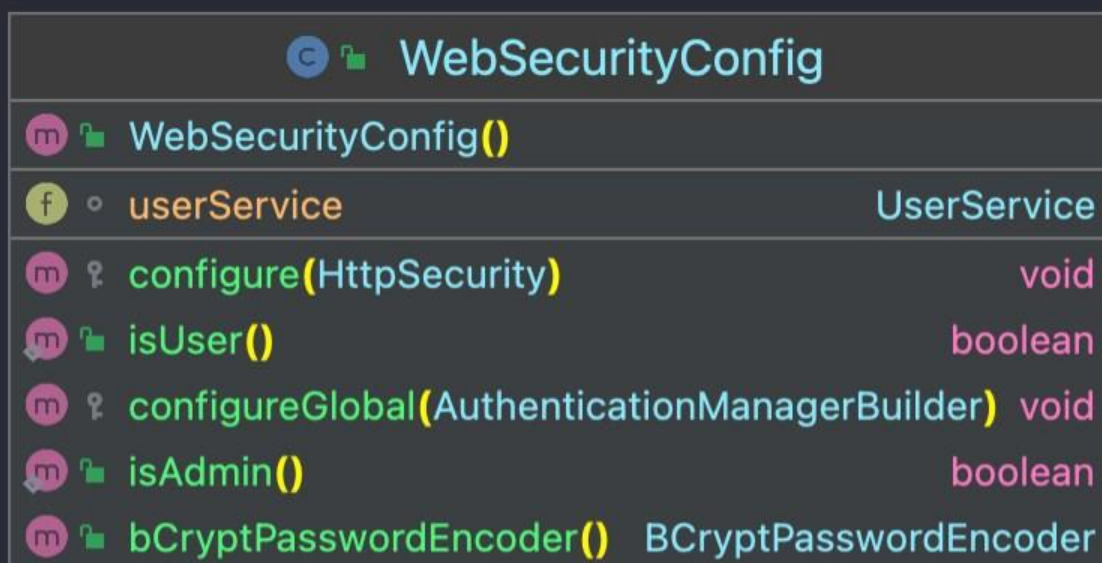 C WebSecurityConfig
m WebSecurityConfig()
f userService UserService
m configure(HttpSecurity) void
m isUser() boolean
m configureGlobal(AuthenticationManagerBuilder) void
m isAdmin() boolean
m bCryptPasswordEncoder() BCryptPasswordEncoder